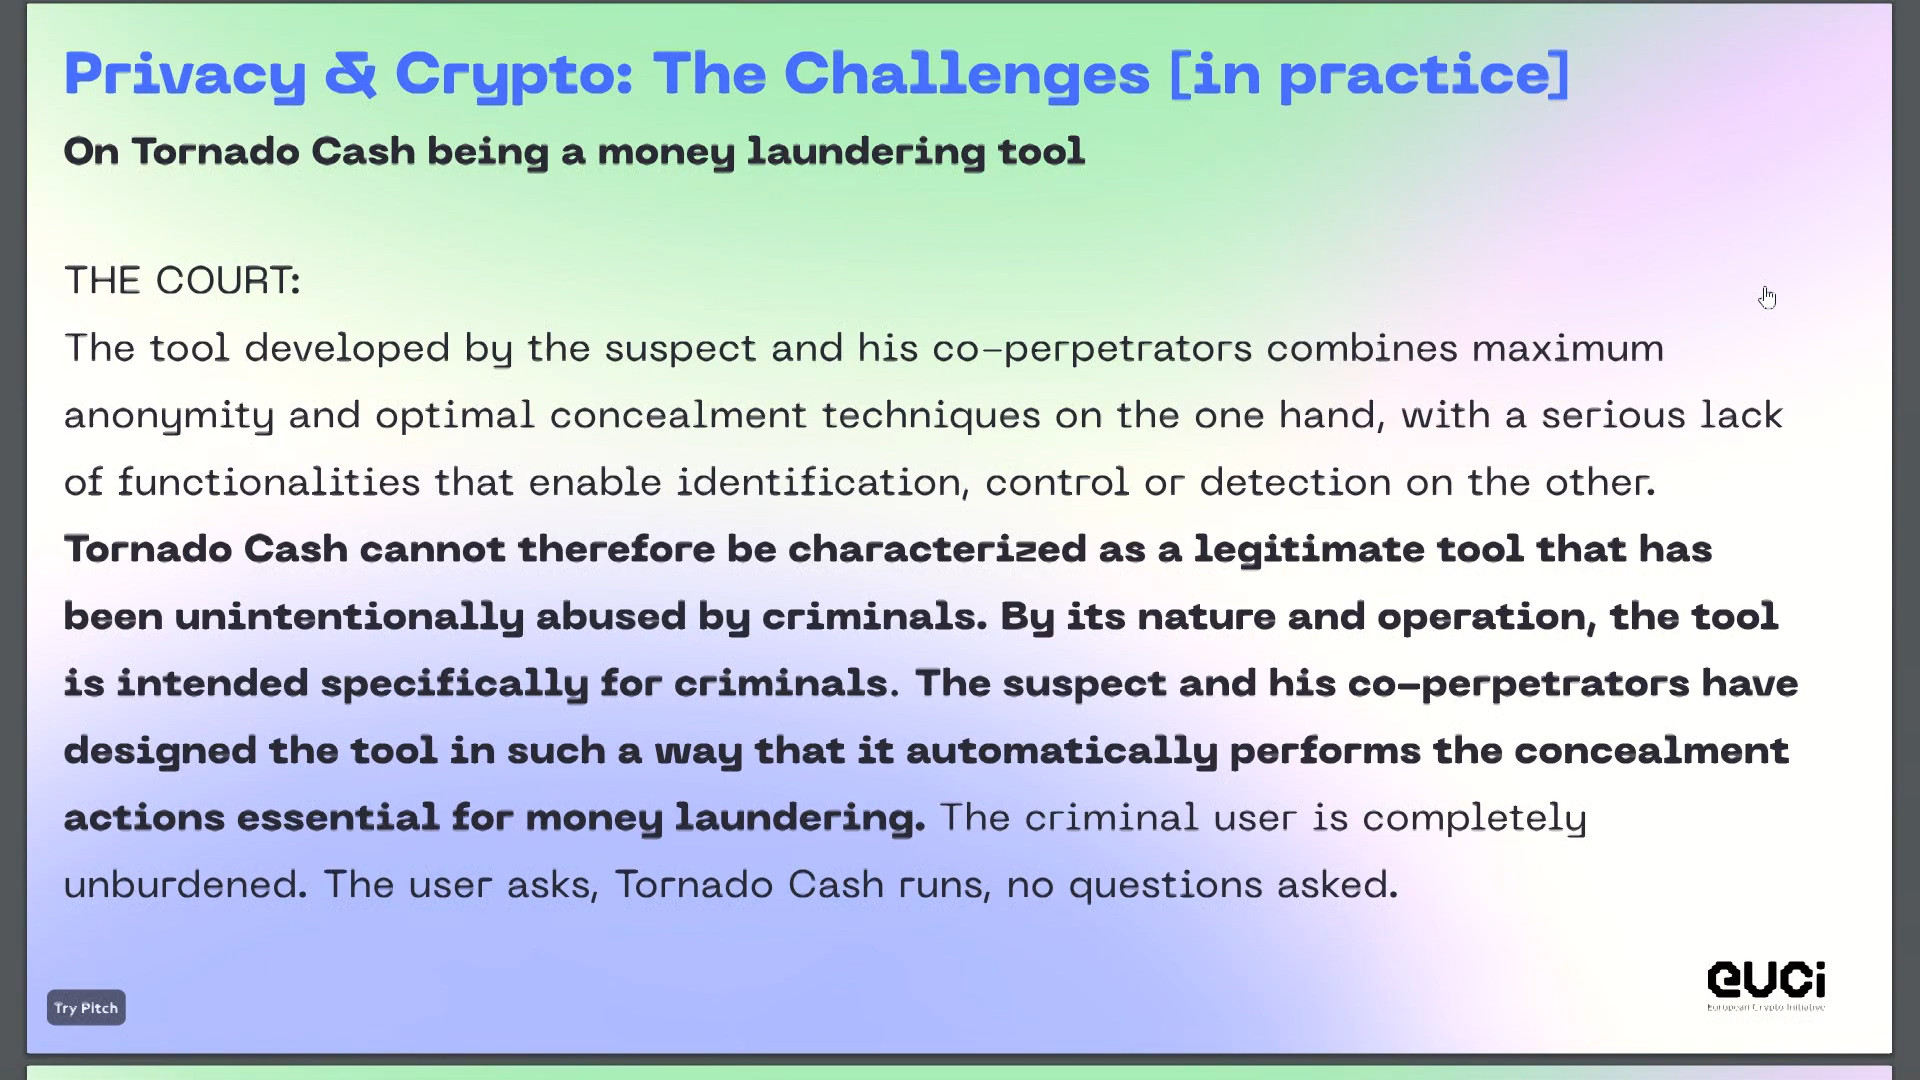 Privacy & Crypto: The Challenges [in practice]
On Tornado Cash being a money laundering tool
THE COURT:
The tool developed by the suspect and his co-perpetrators combines maximum
anonymity and optimal concealment techniques on the one hand, with a serious lack
of functionalities that enable identification, control or detection on the other.
Tornado Cash cannot therefore be characterized as a legitimate tool that has
been unintentionally abused by criminals. By its nature and operation, the tool
is intended specifically for criminals. The suspect and his co-perpetrators have
designed the tool in such a way that it automatically performs the concealment
actions essential for money laundering. The criminal user is completely
unburdened. The user asks, Tornado Cash runs, no questions asked.
Try Pitch
euci
European Crypto Initiative